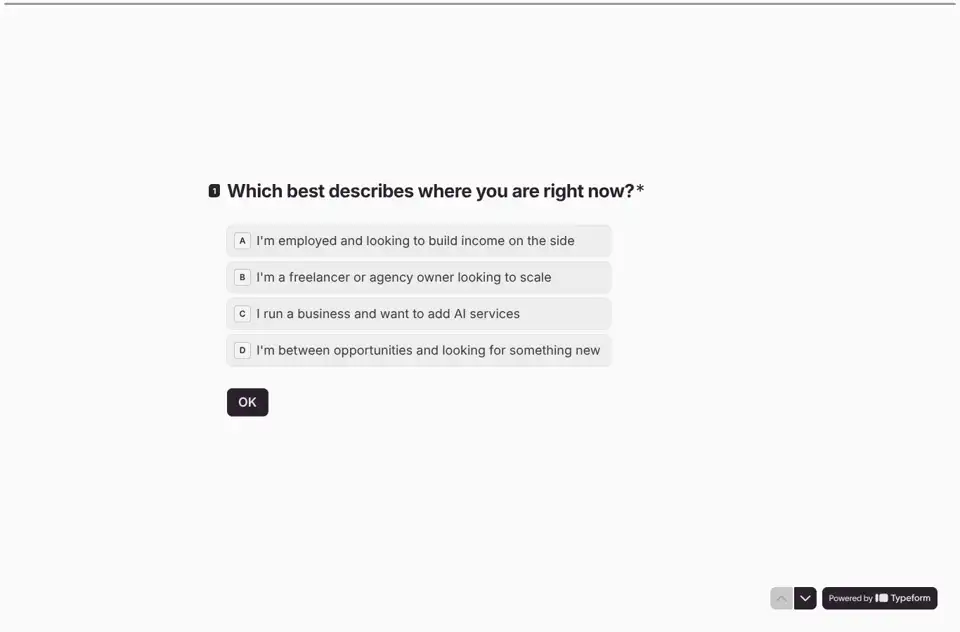 1 Which best describes where you are right now?*
A I'm employed and looking to build income on the side
B I'm a freelancer or agency owner looking to scale
C I run a business and want to add AI services
D I'm between opportunities and looking for something new
OK
Powered by Typeform